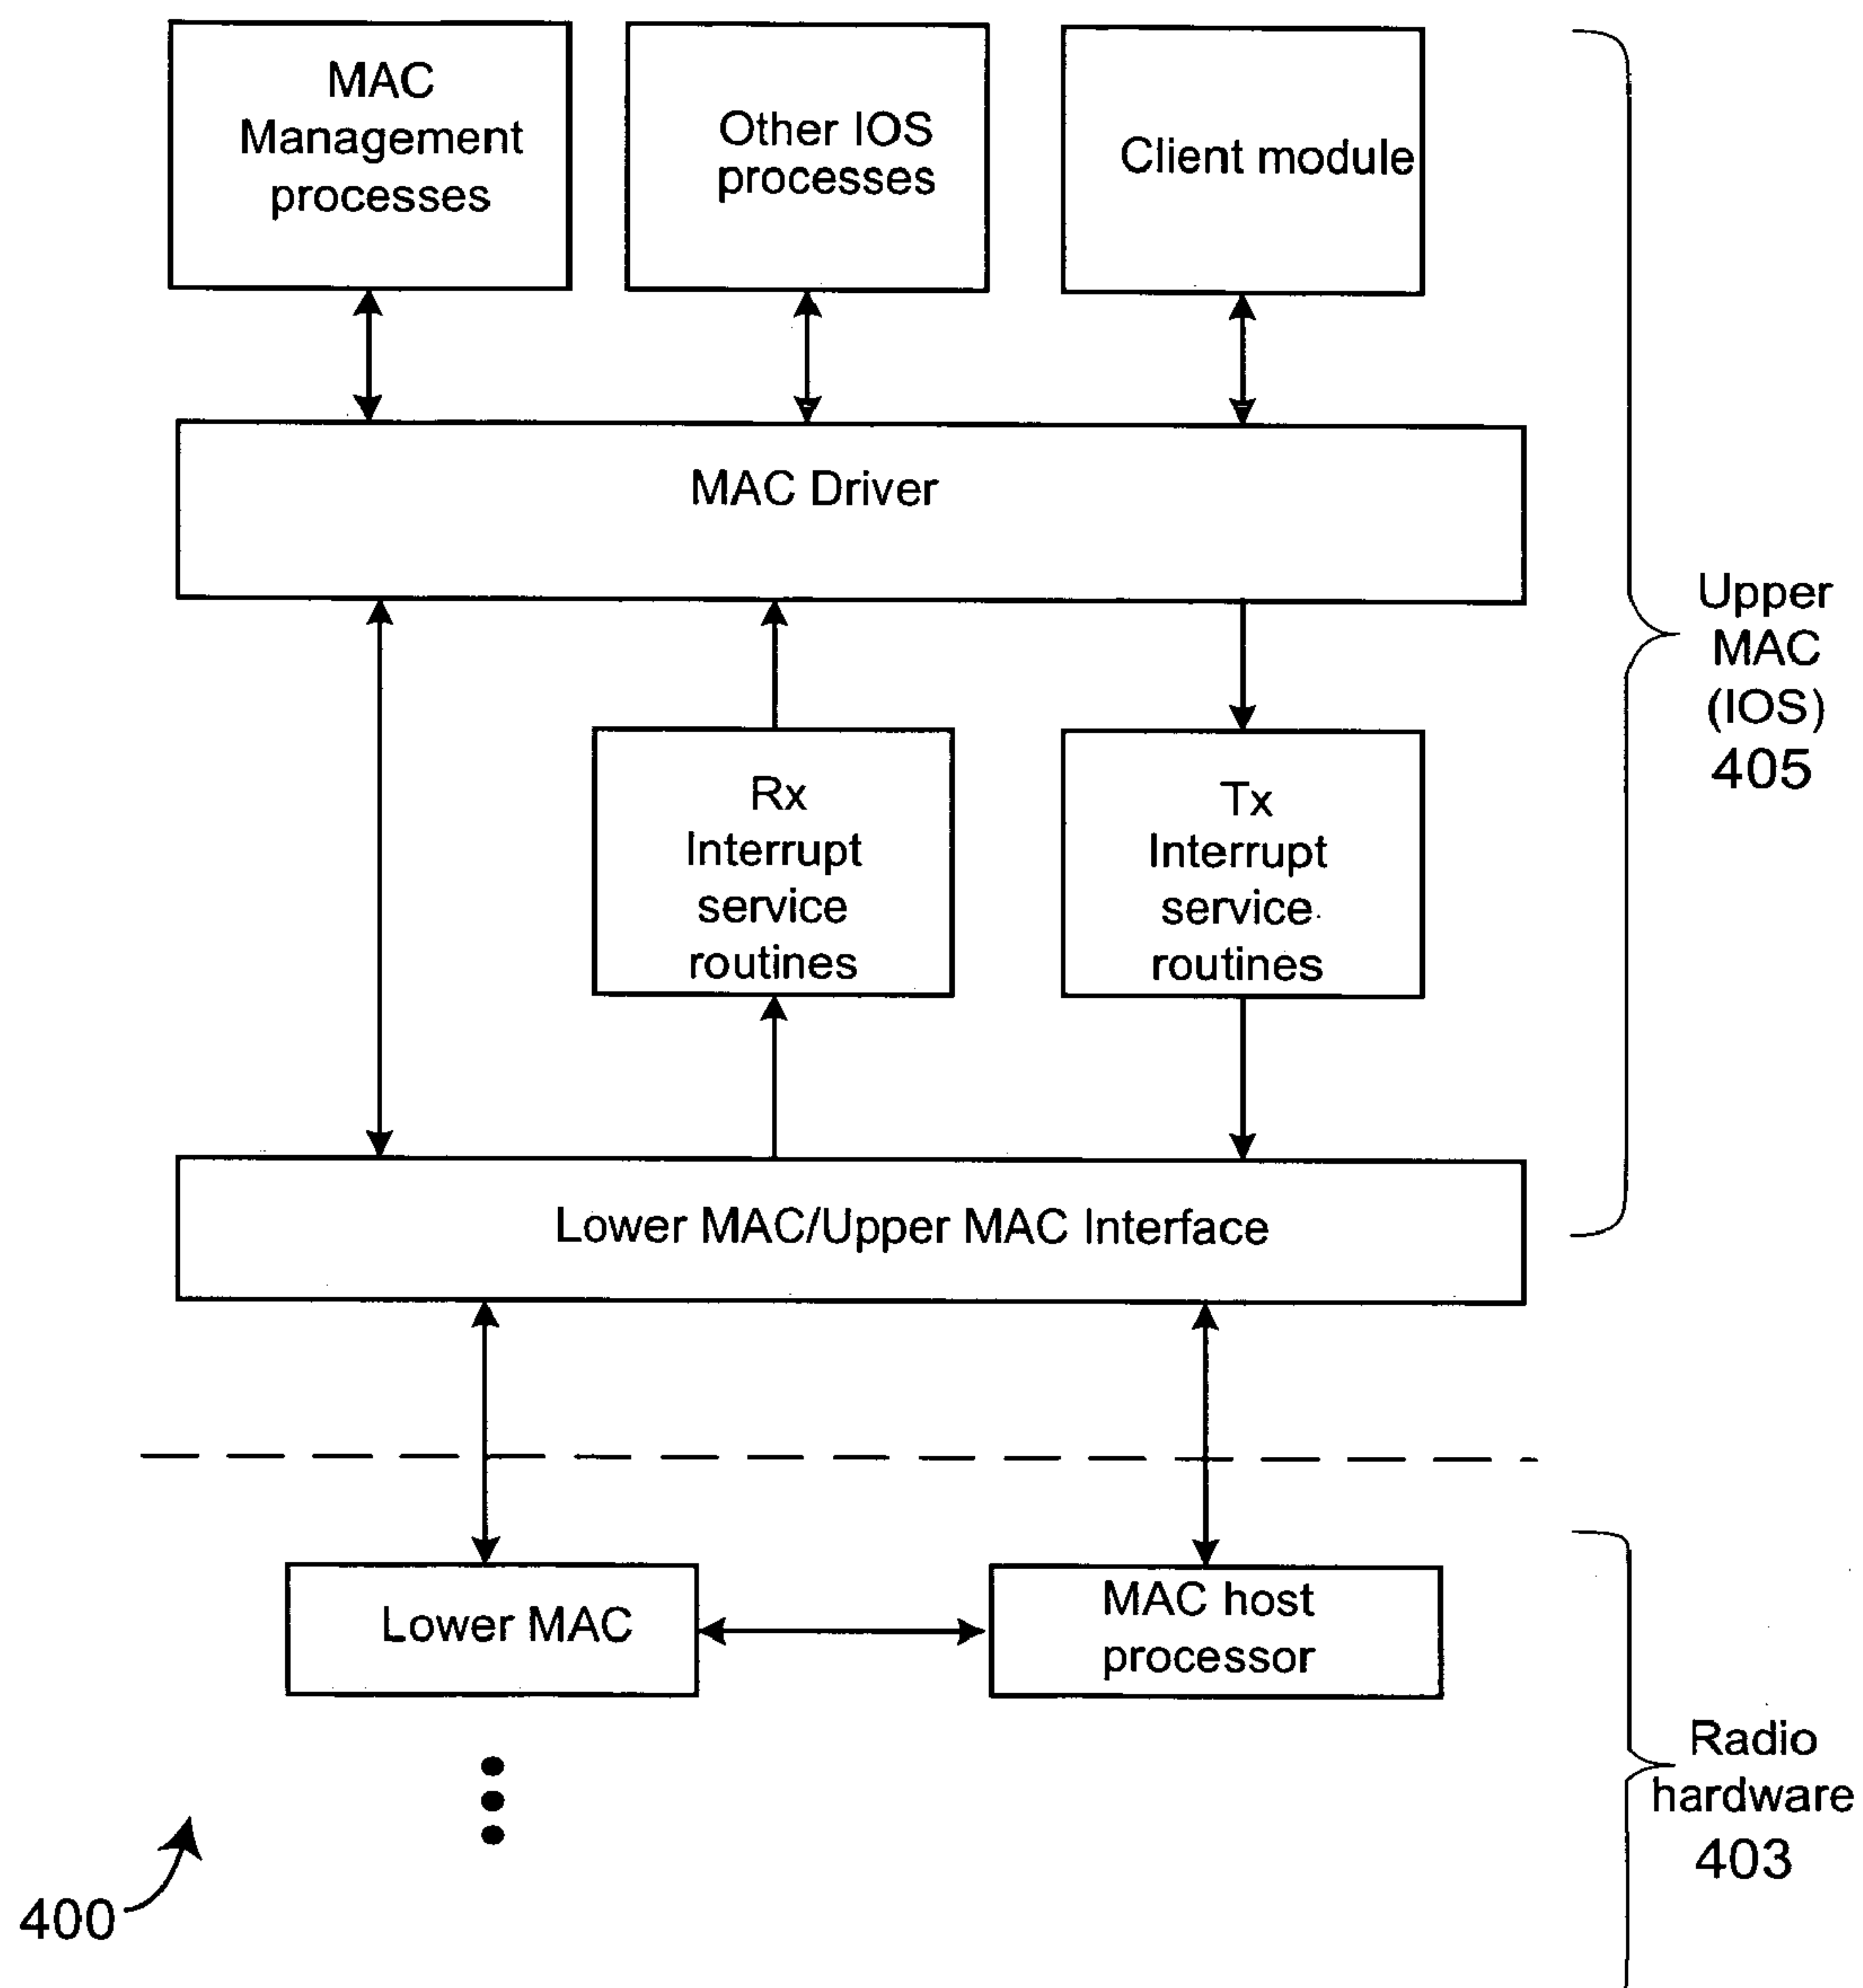 MAC
Management
processes
Other IOS
processes
Client module
MAC Driver
Upper
MAC
(IOS)
405
Rx
Interrupt
service
routines
Tx
Interrupt
service
routines
Lower MAC/Upper MAC Interface
Lower MAC
MAC host
processor
Radio
hardware
403
400